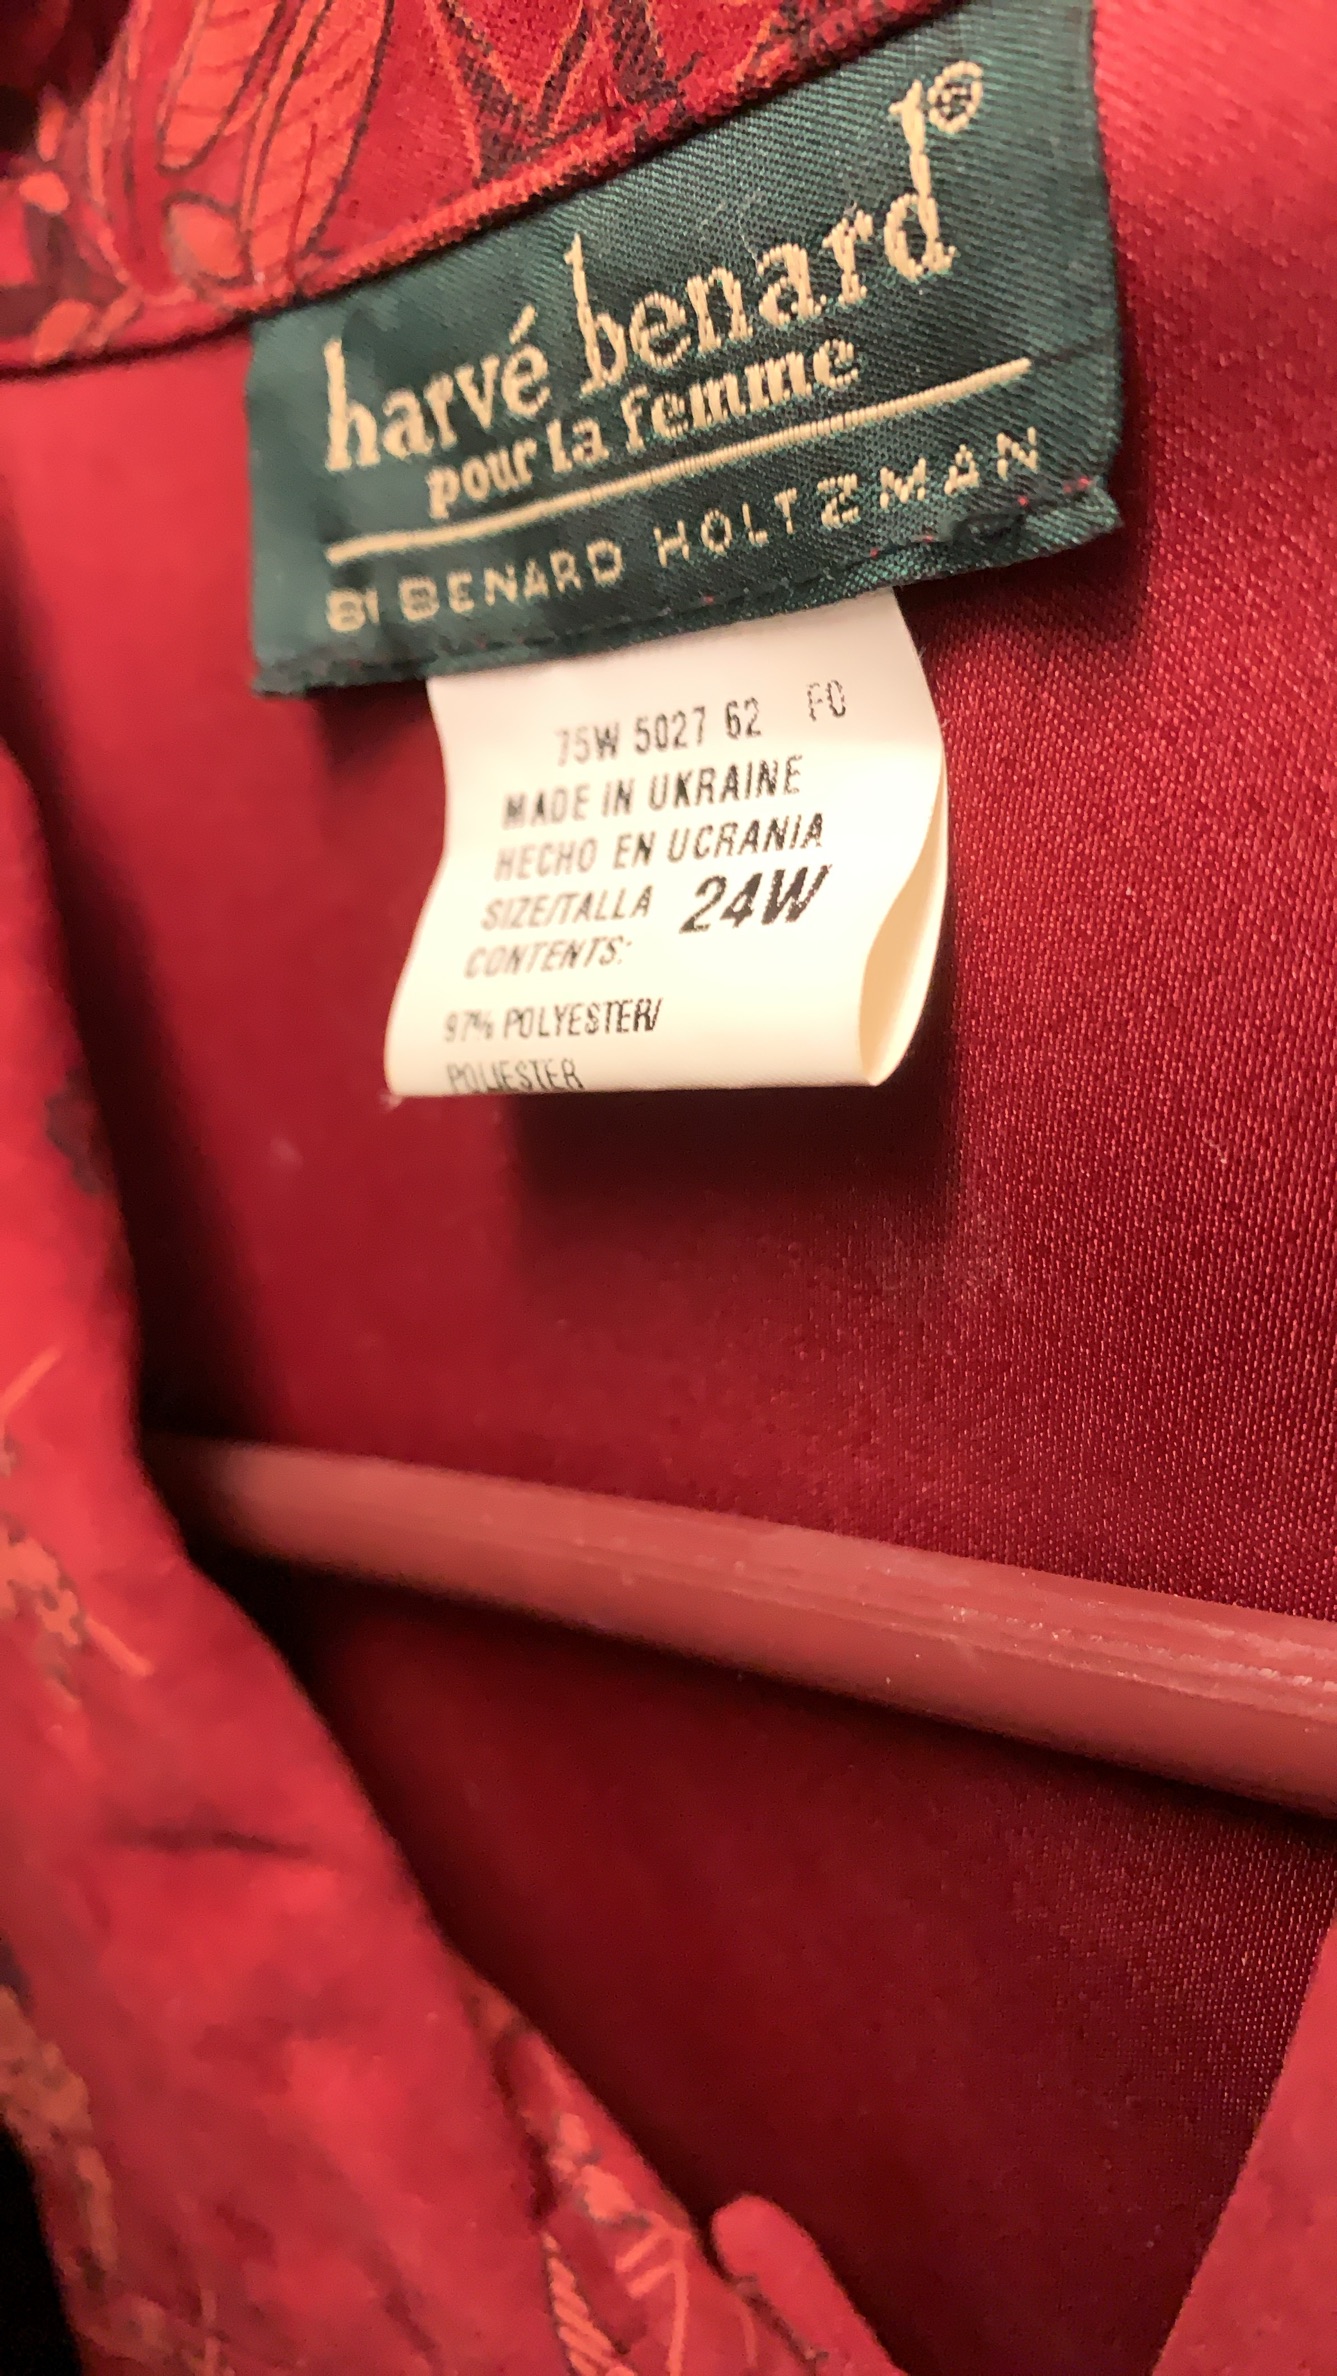 harvé benard®
pour la femme
BY BENARD HOLTZMAN
75W 5027 62 FO
MADE IN UKRAINE
HECHO EN UCRANIA
SIZE/TALLA 24W
CONTENTS:
97% POLYESTER/
POLIESTER